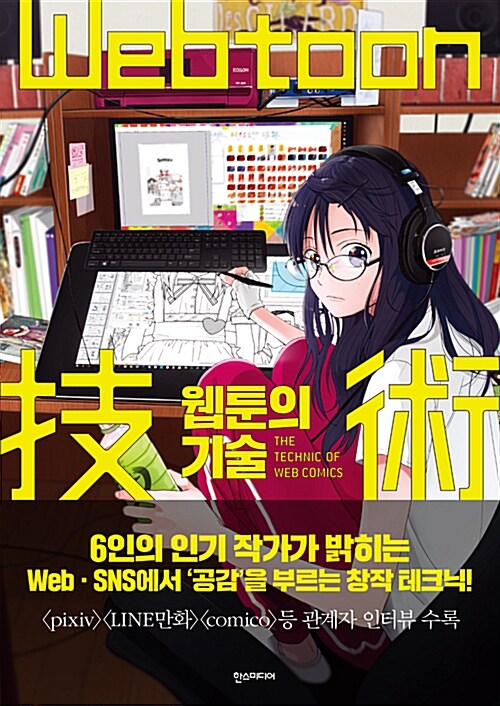 Webtoon
技術
웹툰의
기술
THE
TECHNIC OF
WEB COMICS
6인의 인기 작가가 밝히는
Web · SNS에서 ‘공감’을 부르는 창작 테크닉!
〈pixiv〉〈LINE만화〉〈comico〉등 관계자 인터뷰 수록
한스미디어